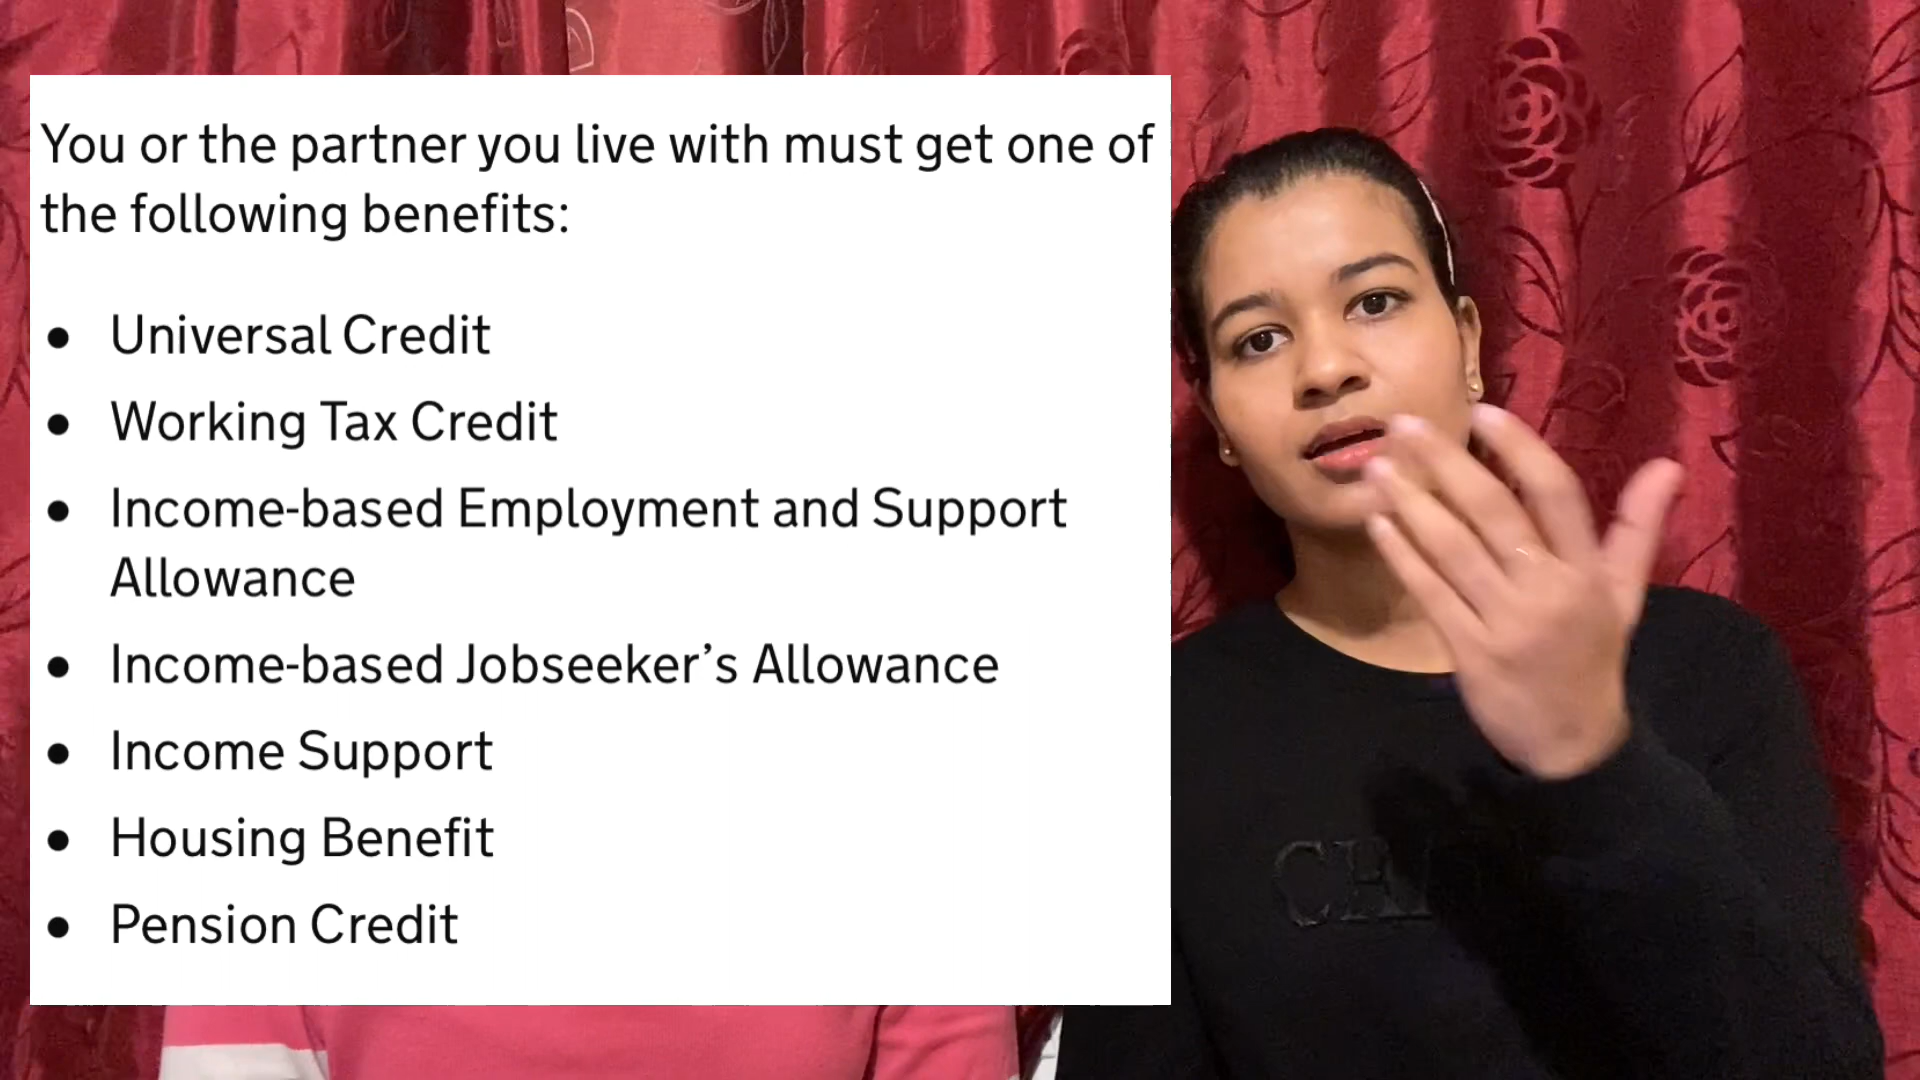 You or the partner you live with must get one of
the following benefits:
● Universal Credit
● Working Tax Credit
● Income-based Employment and Support
Allowance
● Income-based Jobseeker’s Allowance
● Income Support
● Housing Benefit
● Pension Credit